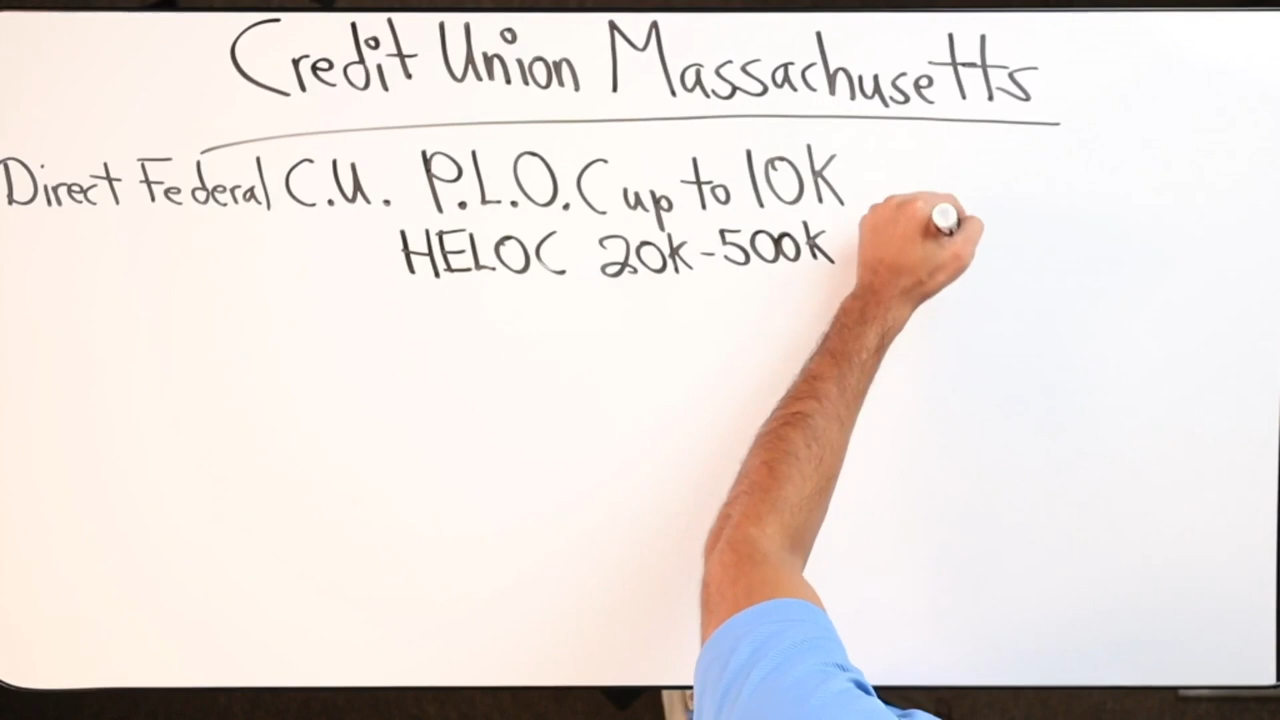 Credit Union Massachusetts
Direct Federal C.U. P.L.O.C up to 10K
HELOC 20K-500K